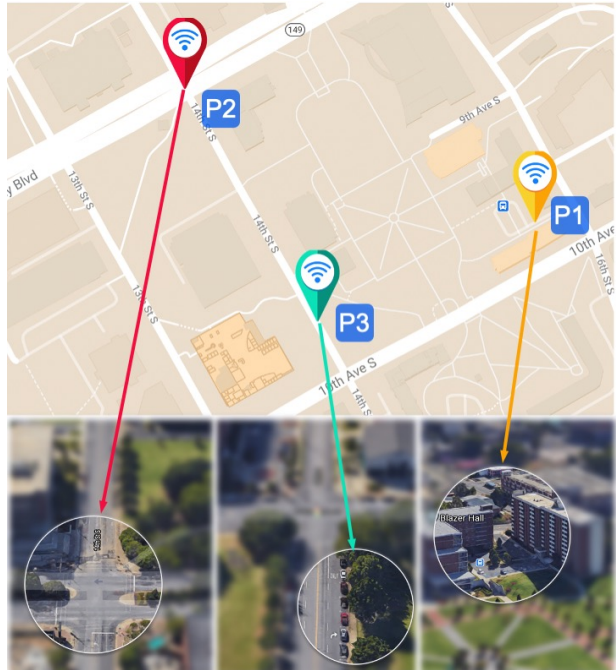 149
P2
14th St S
9th Ave S
y Blvd
13th St S
14th St S
P1
10th Ave
16th St S
13th St S
P3
10th Ave S
14th St S
Blazer Hall